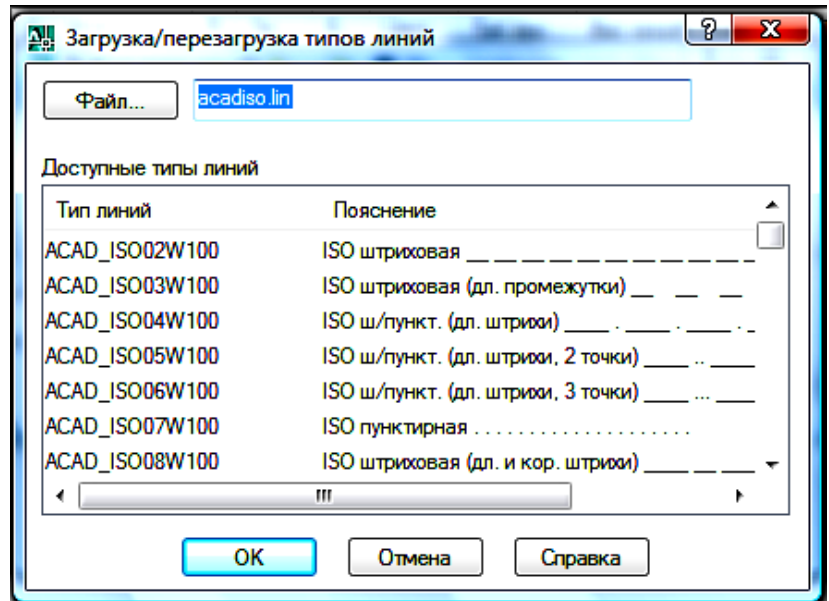 Загрузка/перезагрузка типов линий
Файл... acadiso.lin
Доступные типы линий
Тип линий Пояснение
ACAD_ISO02W100 ISO штриховая __ __ __ __ __ __ __ __ __ __ _
ACAD_ISO03W100 ISO штриховая (дл. промежутки) __ __ __
ACAD_ISO04W100 ISO ш/пункт. (дл. штрихи) ____ . ____ . ____ . _
ACAD_ISO05W100 ISO ш/пункт. (дл. штрихи, 2 точки) ____ .. ____
ACAD_ISO06W100 ISO ш/пункт. (дл. штрихи, 3 точки) ____ ... ____
ACAD_ISO07W100 ISO пунктирная . . . . . . . . . . . . . . . . . . . .
ACAD_ISO08W100 ISO штриховая (дл. и кор. штрихи) ____ __ ___
OK Отмена Справка